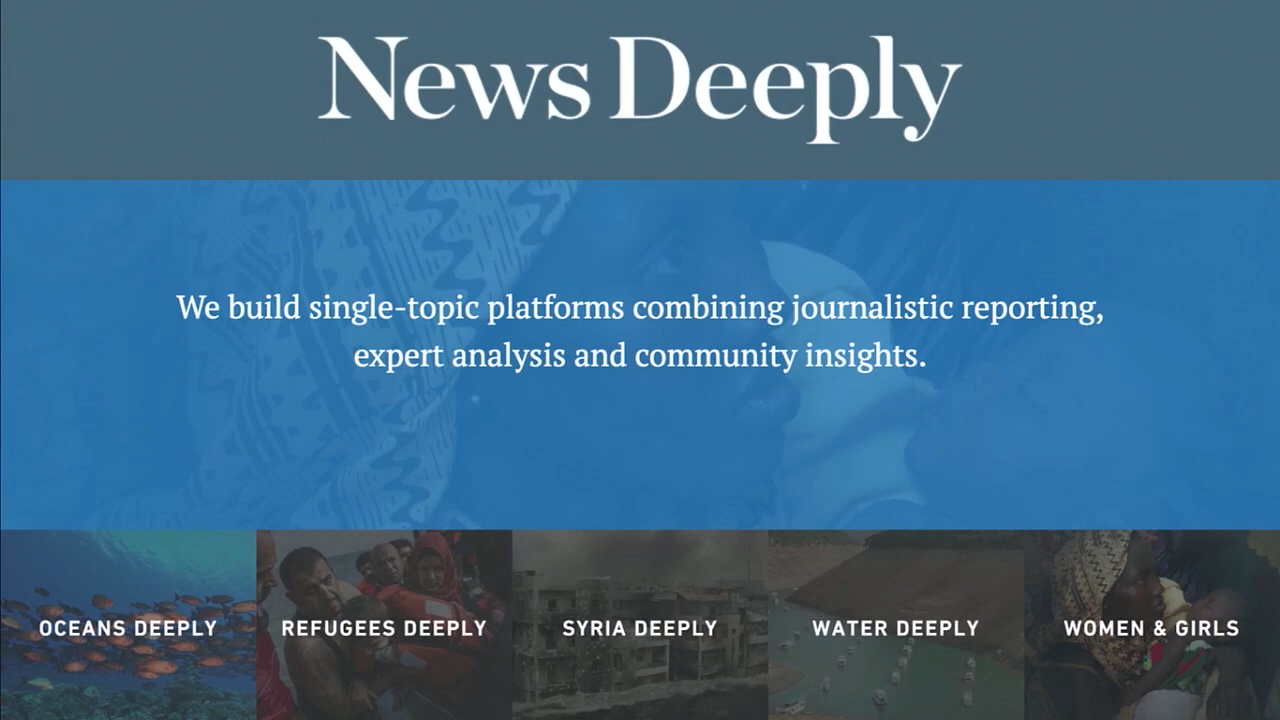 News Deeply
We build single-topic platforms combining journalistic reporting,
expert analysis and community insights.
OCEANS DEEPLY
REFUGEES DEEPLY
SYRIA DEEPLY
WATER DEEPLY
WOMEN & GIRLS